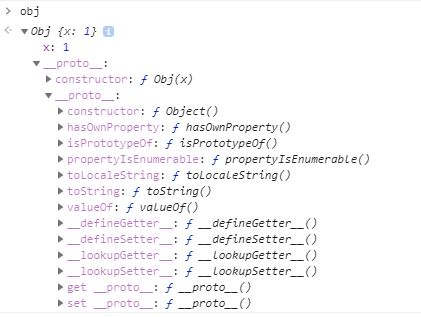 > obj
Obj {x: 1} i
x: 1
__proto__:
constructor: ƒ Obj(x)
__proto__:
constructor: ƒ Object()
hasOwnProperty: ƒ hasOwnProperty()
isPrototypeOf: ƒ isPrototypeOf()
propertyIsEnumerable: ƒ propertyIsEnumerable()
toLocaleString: ƒ toLocaleString()
toString: ƒ toString()
valueOf: ƒ valueOf()
__defineGetter__: ƒ __defineGetter__()
__defineSetter__: ƒ __defineSetter__()
__lookupGetter__: ƒ __lookupGetter__()
__lookupSetter__: ƒ __lookupSetter__()
get __proto__: ƒ __proto__()
set __proto__: ƒ __proto__()